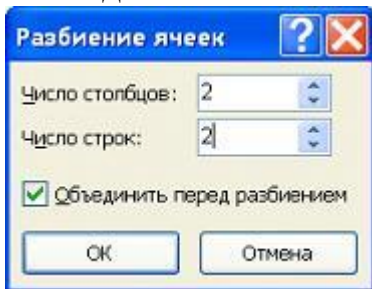 Разбиение ячеек
Число столбцов: 2
Число строк: 2
Объединить перед разбиением
ОК Отмена